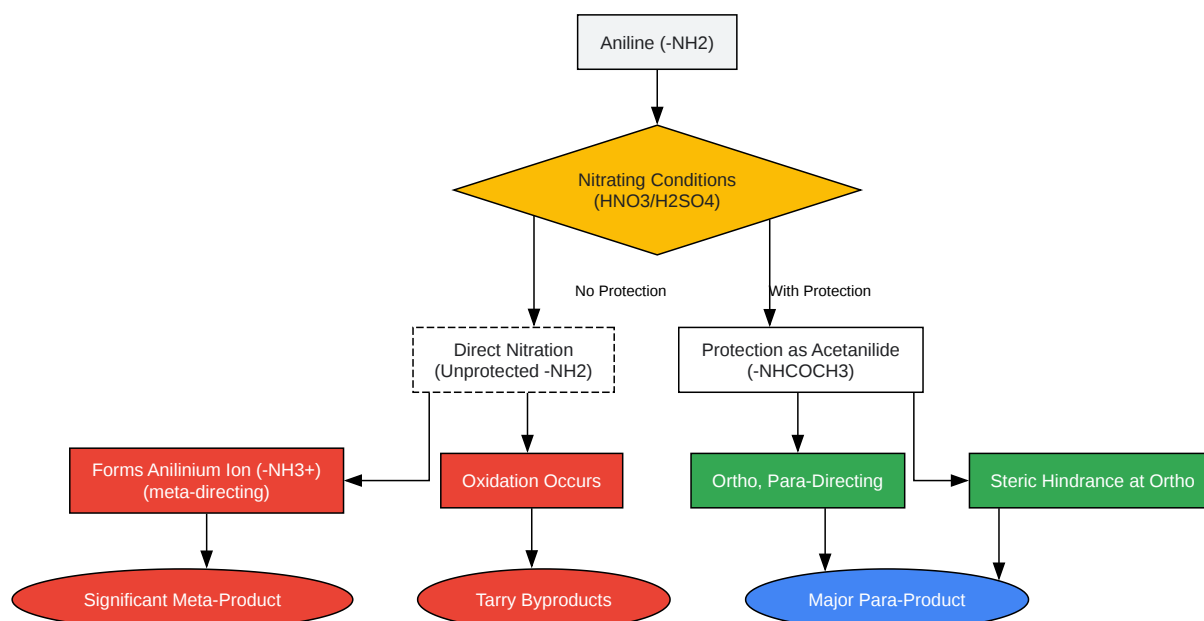 Aniline (-NH2)
Nitrating Conditions
(HNO3/H2SO4)
No Protection
With Protection
Direct Nitration
(Unprotected -NH2)
Protection as Acetanilide
(-NHCOCH3)
Forms Anilinium Ion (-NH3+)
(meta-directing)
Oxidation Occurs
Ortho, Para-Directing
Steric Hindrance at Ortho
Significant Meta-Product
Tarry Byproducts
Major Para-Product